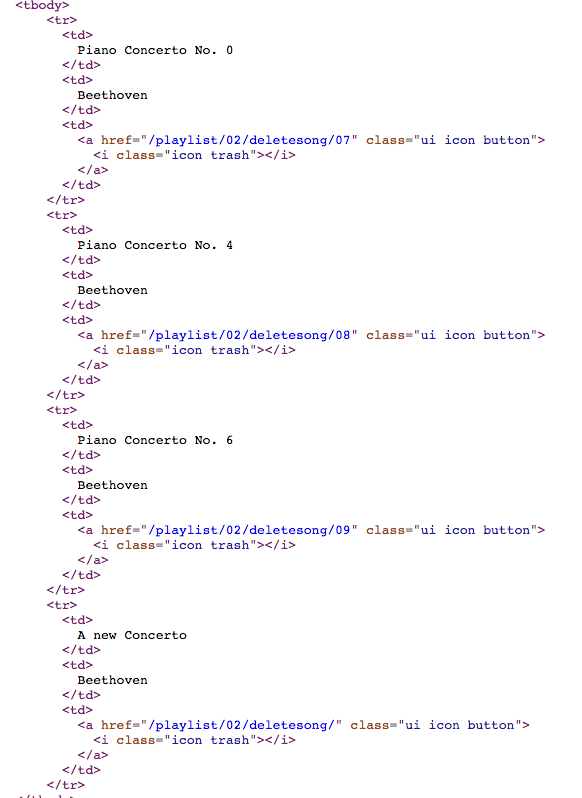 <tbody>
<tr>
<td>
Piano Concerto No. 0
</td>
<td>
Beethoven
</td>
<td>
<a href="/playlist/02/deletesong/07" class="ui icon button">
<i class="icon trash"></i>
</a>
</td>
</tr>
<tr>
<td>
Piano Concerto No. 4
</td>
<td>
Beethoven
</td>
<td>
<a href="/playlist/02/deletesong/08" class="ui icon button">
<i class="icon trash"></i>
</a>
</td>
</tr>
<tr>
<td>
Piano Concerto No. 6
</td>
<td>
Beethoven
</td>
<td>
<a href="/playlist/02/deletesong/09" class="ui icon button">
<i class="icon trash"></i>
</a>
</td>
</tr>
<tr>
<td>
A new Concerto
</td>
<td>
Beethoven
</td>
<td>
<a href="/playlist/02/deletesong/" class="ui icon button">
<i class="icon trash"></i>
</a>
</td>
</tr>